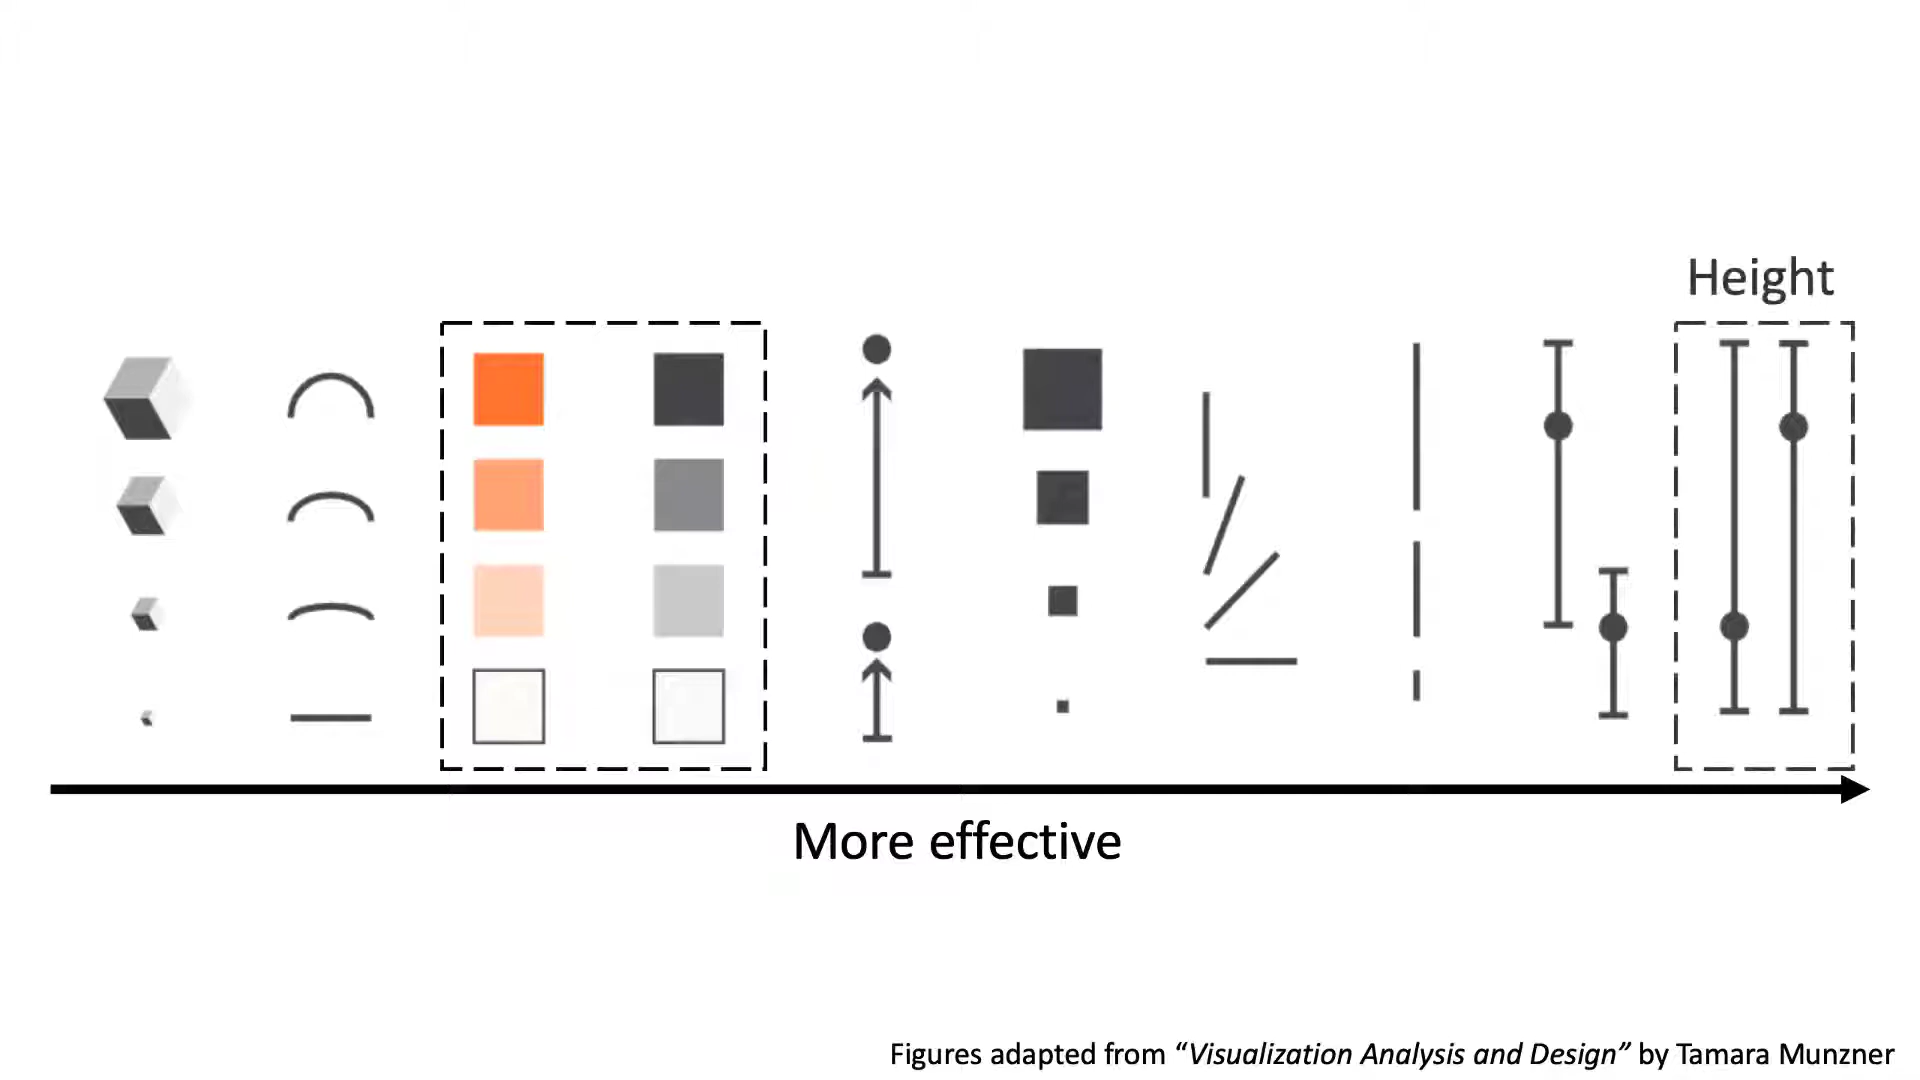 Height
More effective
Figures adapted from “Visualization Analysis and Design” by Tamara Munzner